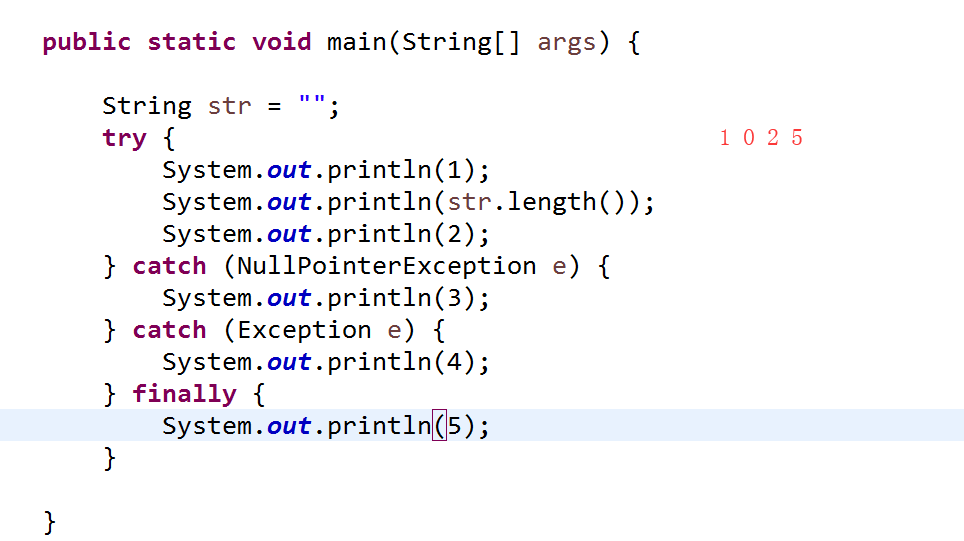 public static void main(String[] args) {
String str = "";
try {
1 0 2 5
System.out.println(1);
System.out.println(str.length());
System.out.println(2);
} catch (NullPointerException e) {
System.out.println(3);
} catch (Exception e) {
System.out.println(4);
} finally {
System.out.println(5);
}
}